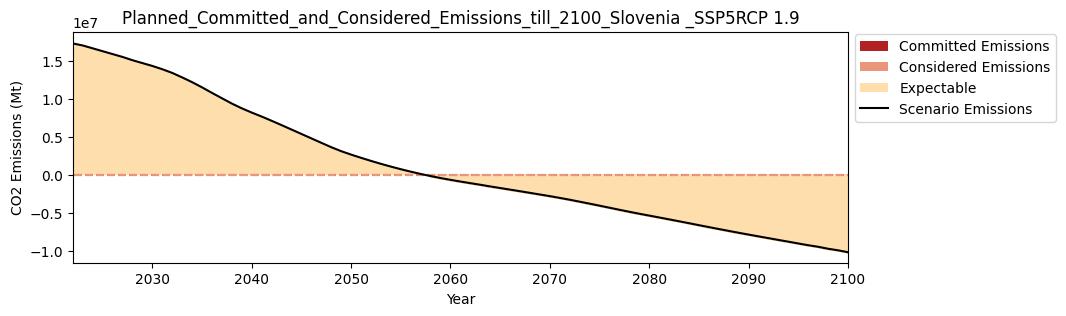 Planned_Committed_and_Considered_Emissions_till_2100_Slovenia _SSP5RCP 1.9
1e7
Committed Emissions
Considered Emissions
Expectable
Scenario Emissions
CO2 Emissions (Mt)
1.5
1.0
0.5
0.0
−0.5
−1.0
2030 2040 2050 2060 2070 2080 2090 2100
Year